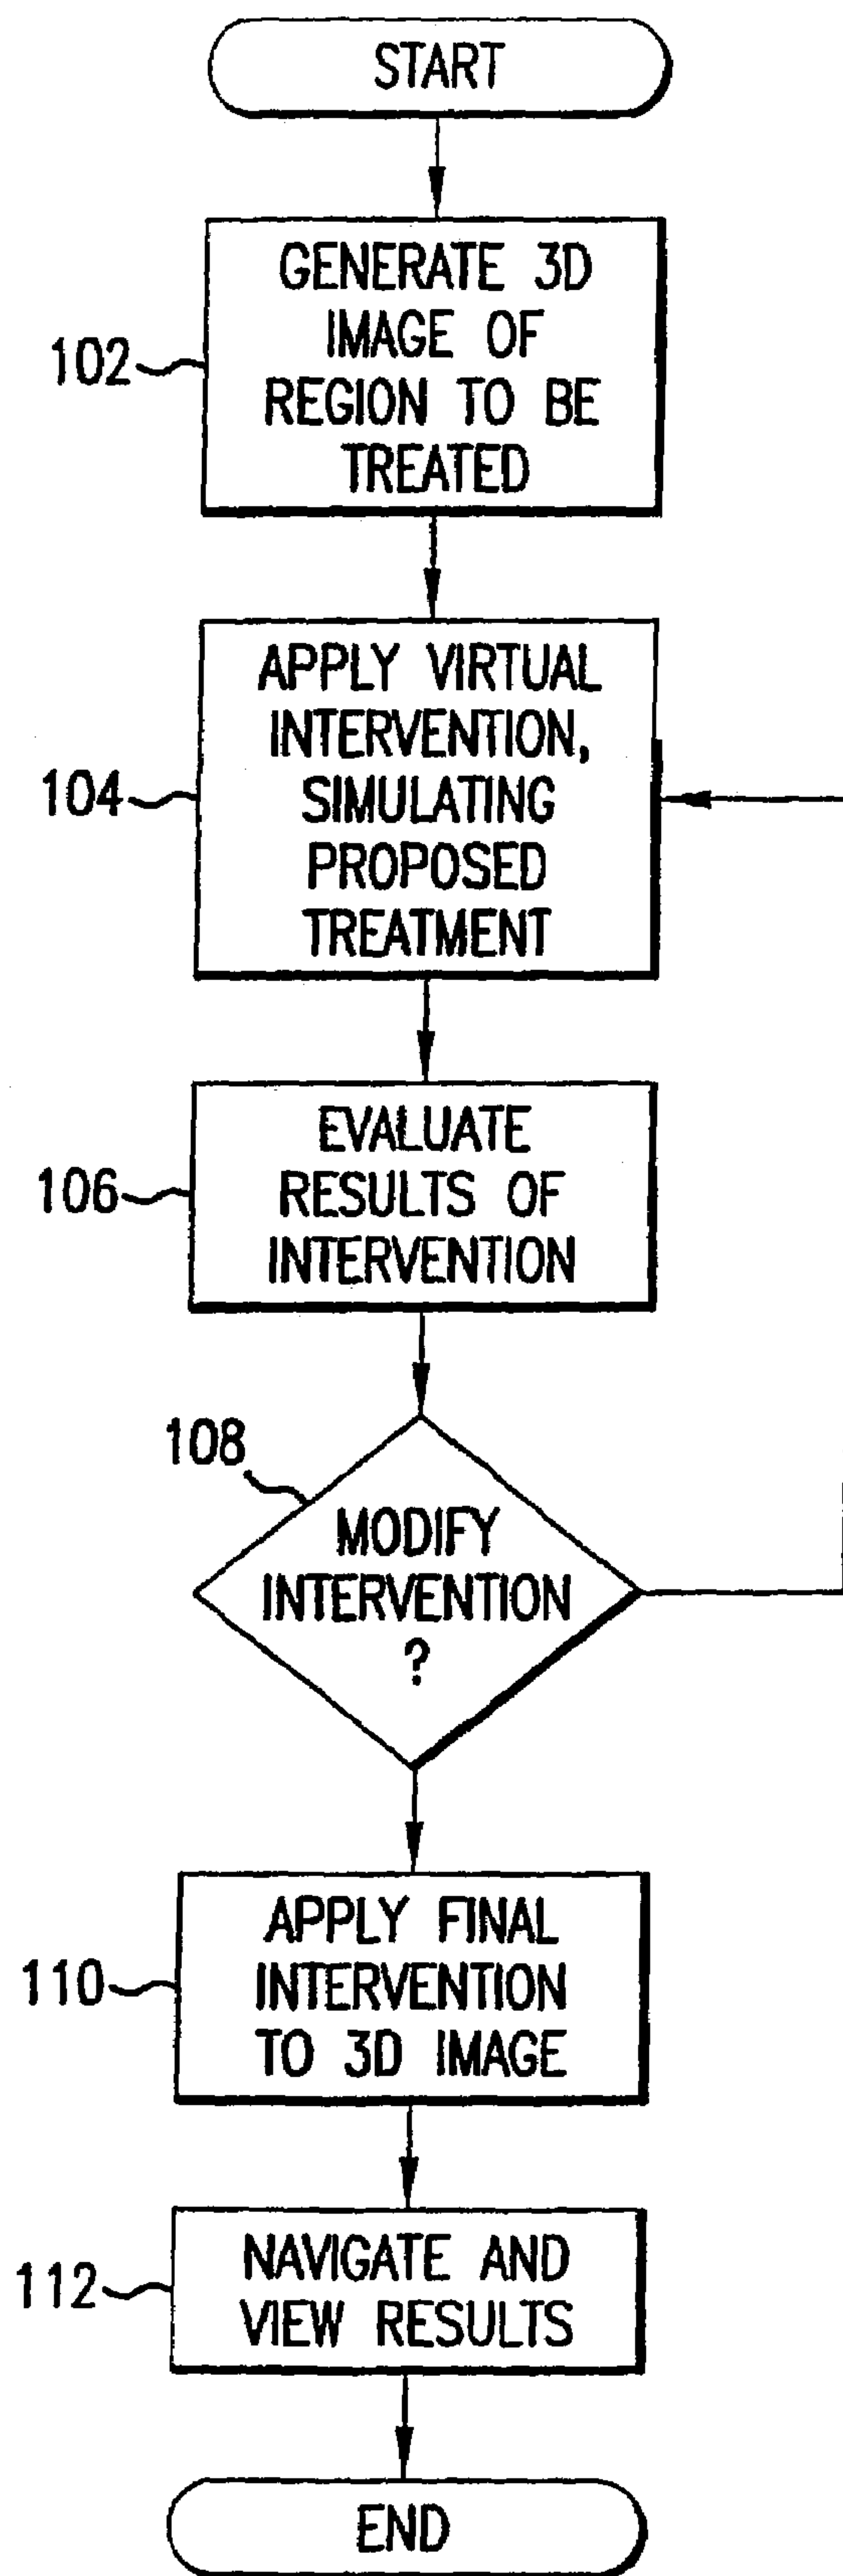 START
102
GENERATE 3D
IMAGE OF
REGION TO BE
TREATED
104
APPLY VIRTUAL
INTERVENTION,
SIMULATING
PROPOSED
TREATMENT
106
EVALUATE
RESULTS OF
INTERVENTION
108
MODIFY
INTERVENTION
?
110
APPLY FINAL
INTERVENTION
TO 3D IMAGE
112
NAVIGATE AND
VIEW RESULTS
END